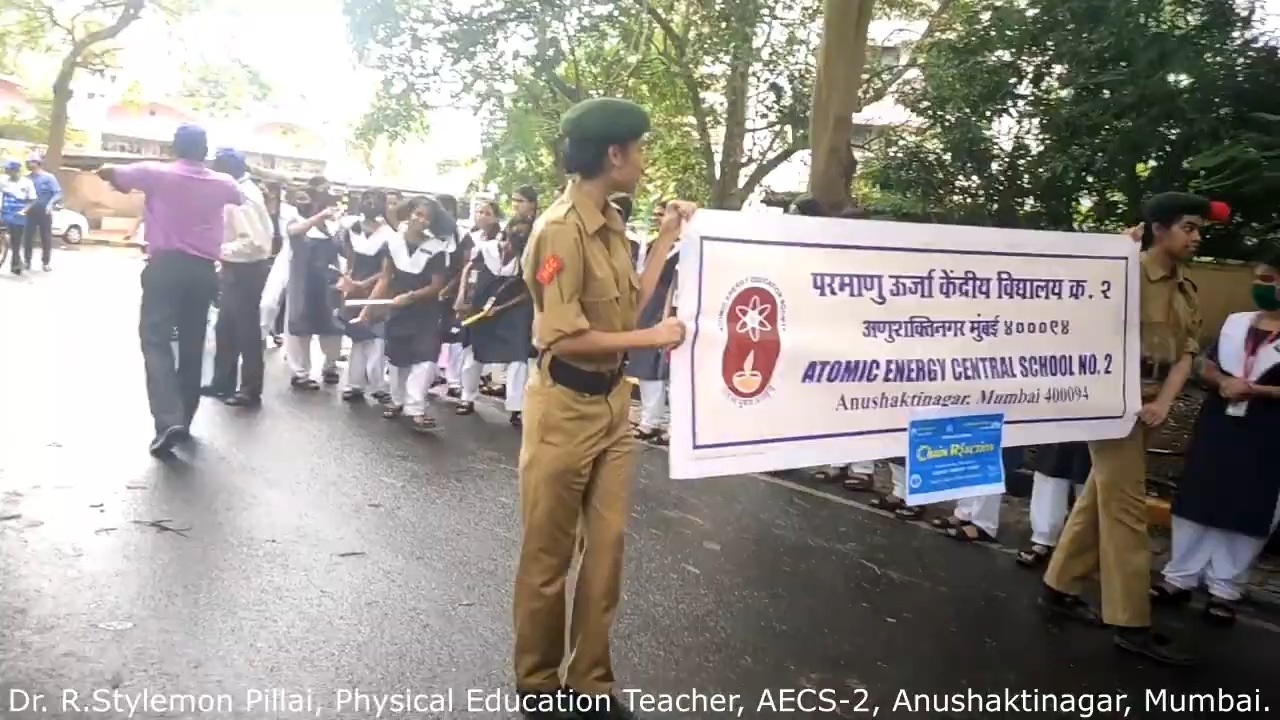 परमाणु ऊर्जा केंद्रीय विद्यालय क्र. २
अणुशक्तिनगर मुंबई ४०००९४
ATOMIC ENERGY CENTRAL SCHOOL NO. 2
Anushaktinagar, Mumbai 400094
Chain Reaction
Dr. R.Stylemon Pillai, Physical Education Teacher, AECS-2, Anushaktinagar, Mumbai.